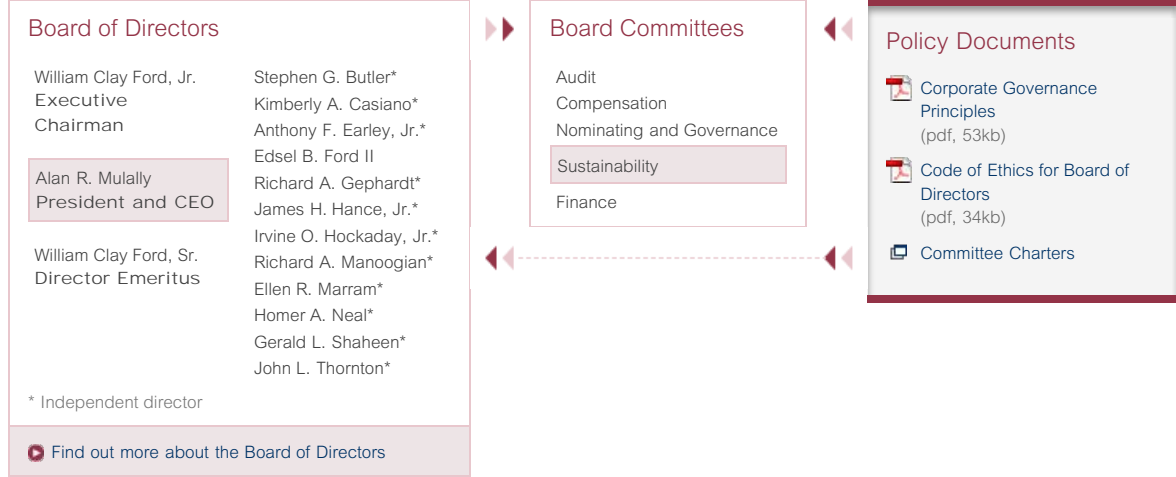 Board of Directors
William Clay Ford, Jr.
Executive
Chairman
Alan R. Mulally
President and CEO
William Clay Ford, Sr.
Director Emeritus
Stephen G. Butler*
Kimberly A. Casiano*
Anthony F. Earley, Jr.*
Edsel B. Ford II
Richard A. Gephardt*
James H. Hance, Jr.*
Irvine O. Hockaday, Jr.*
Richard A. Manoogian*
Ellen R. Marram*
Homer A. Neal*
Gerald L. Shaheen*
John L. Thornton*
* Independent director
Find out more about the Board of Directors
Board Committees
Audit
Compensation
Nominating and Governance
Sustainability
Finance
Policy Documents
Corporate Governance
Principles
(pdf, 53kb)
Code of Ethics for Board of
Directors
(pdf, 34kb)
Committee Charters